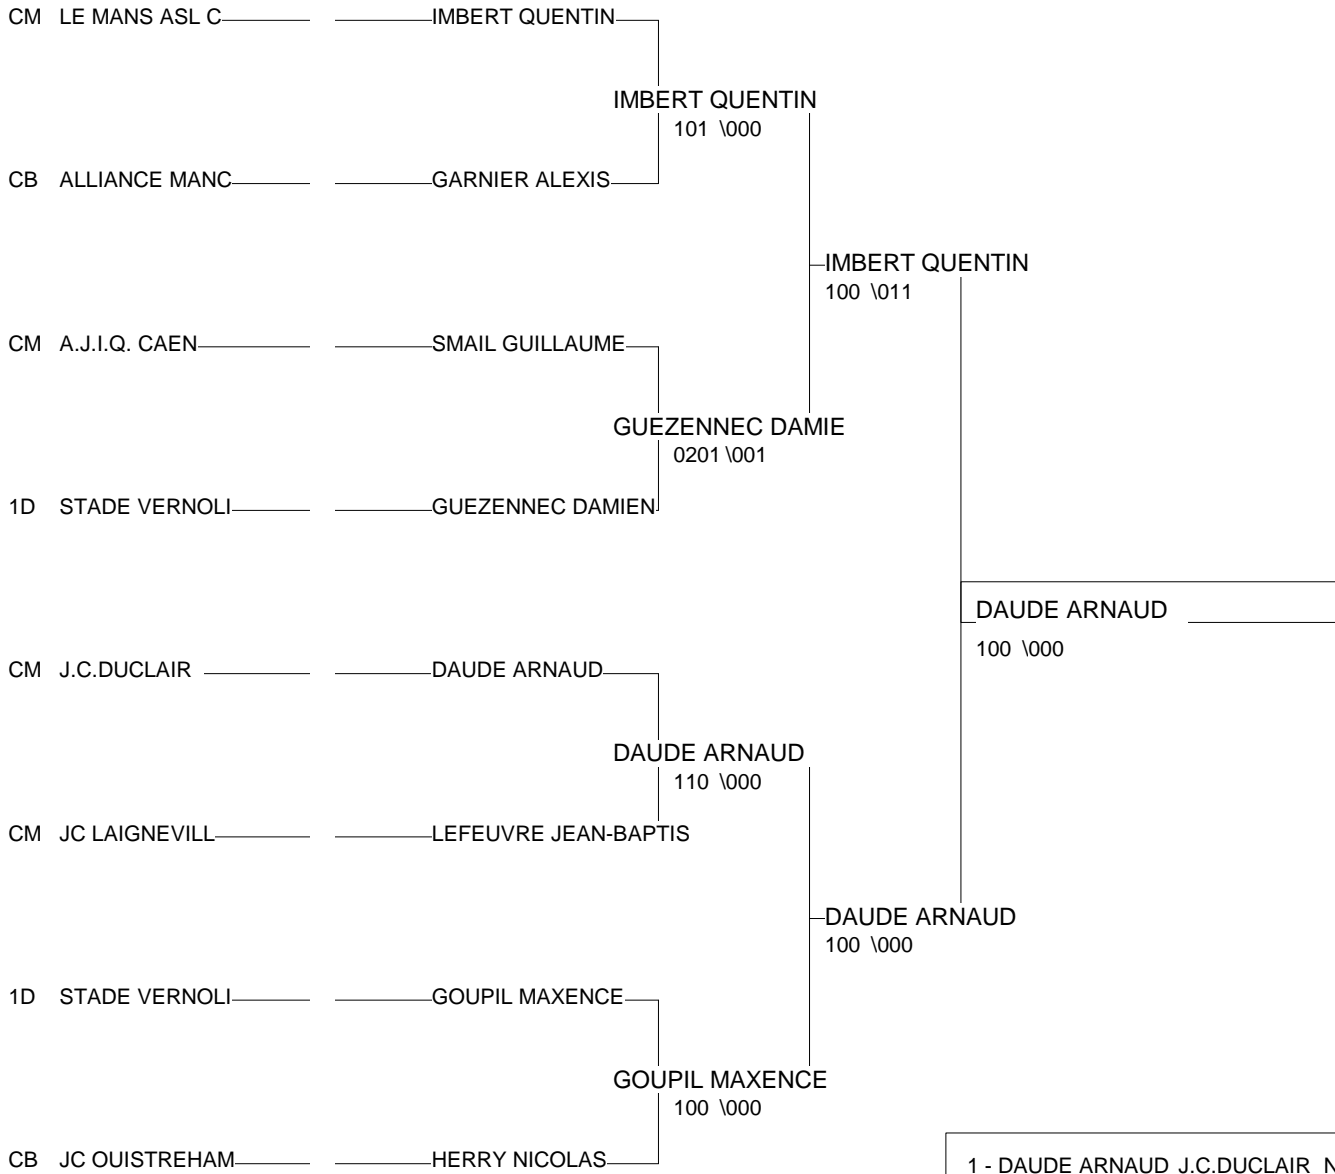 CM LE MANS ASL C IMBERT QUENTIN
IMBERT QUENTIN
101 \000
CB ALLIANCE MANC GARNIER ALEXIS
IMBERT QUENTIN
100 \011
CM A.J.I.Q. CAEN SMAIL GUILLAUME
GUEZENNEC DAMIE
0201 \001
1D STADE VERNOLI GUEZENNEC DAMIEN
DAUDE ARNAUD
100 \000
CM J.C.DUCLAIR DAUDE ARNAUD
DAUDE ARNAUD
110 \000
CM JC LAIGNEVILL LEFEUVRE JEAN-BAPTIS
DAUDE ARNAUD
100 \000
1D STADE VERNOLI GOUPIL MAXENCE
GOUPIL MAXENCE
100 \000
CB JC OUISTREHAM HERRY NICOLAS
1 - DAUDE ARNAUD J.C.DUCLAIR N